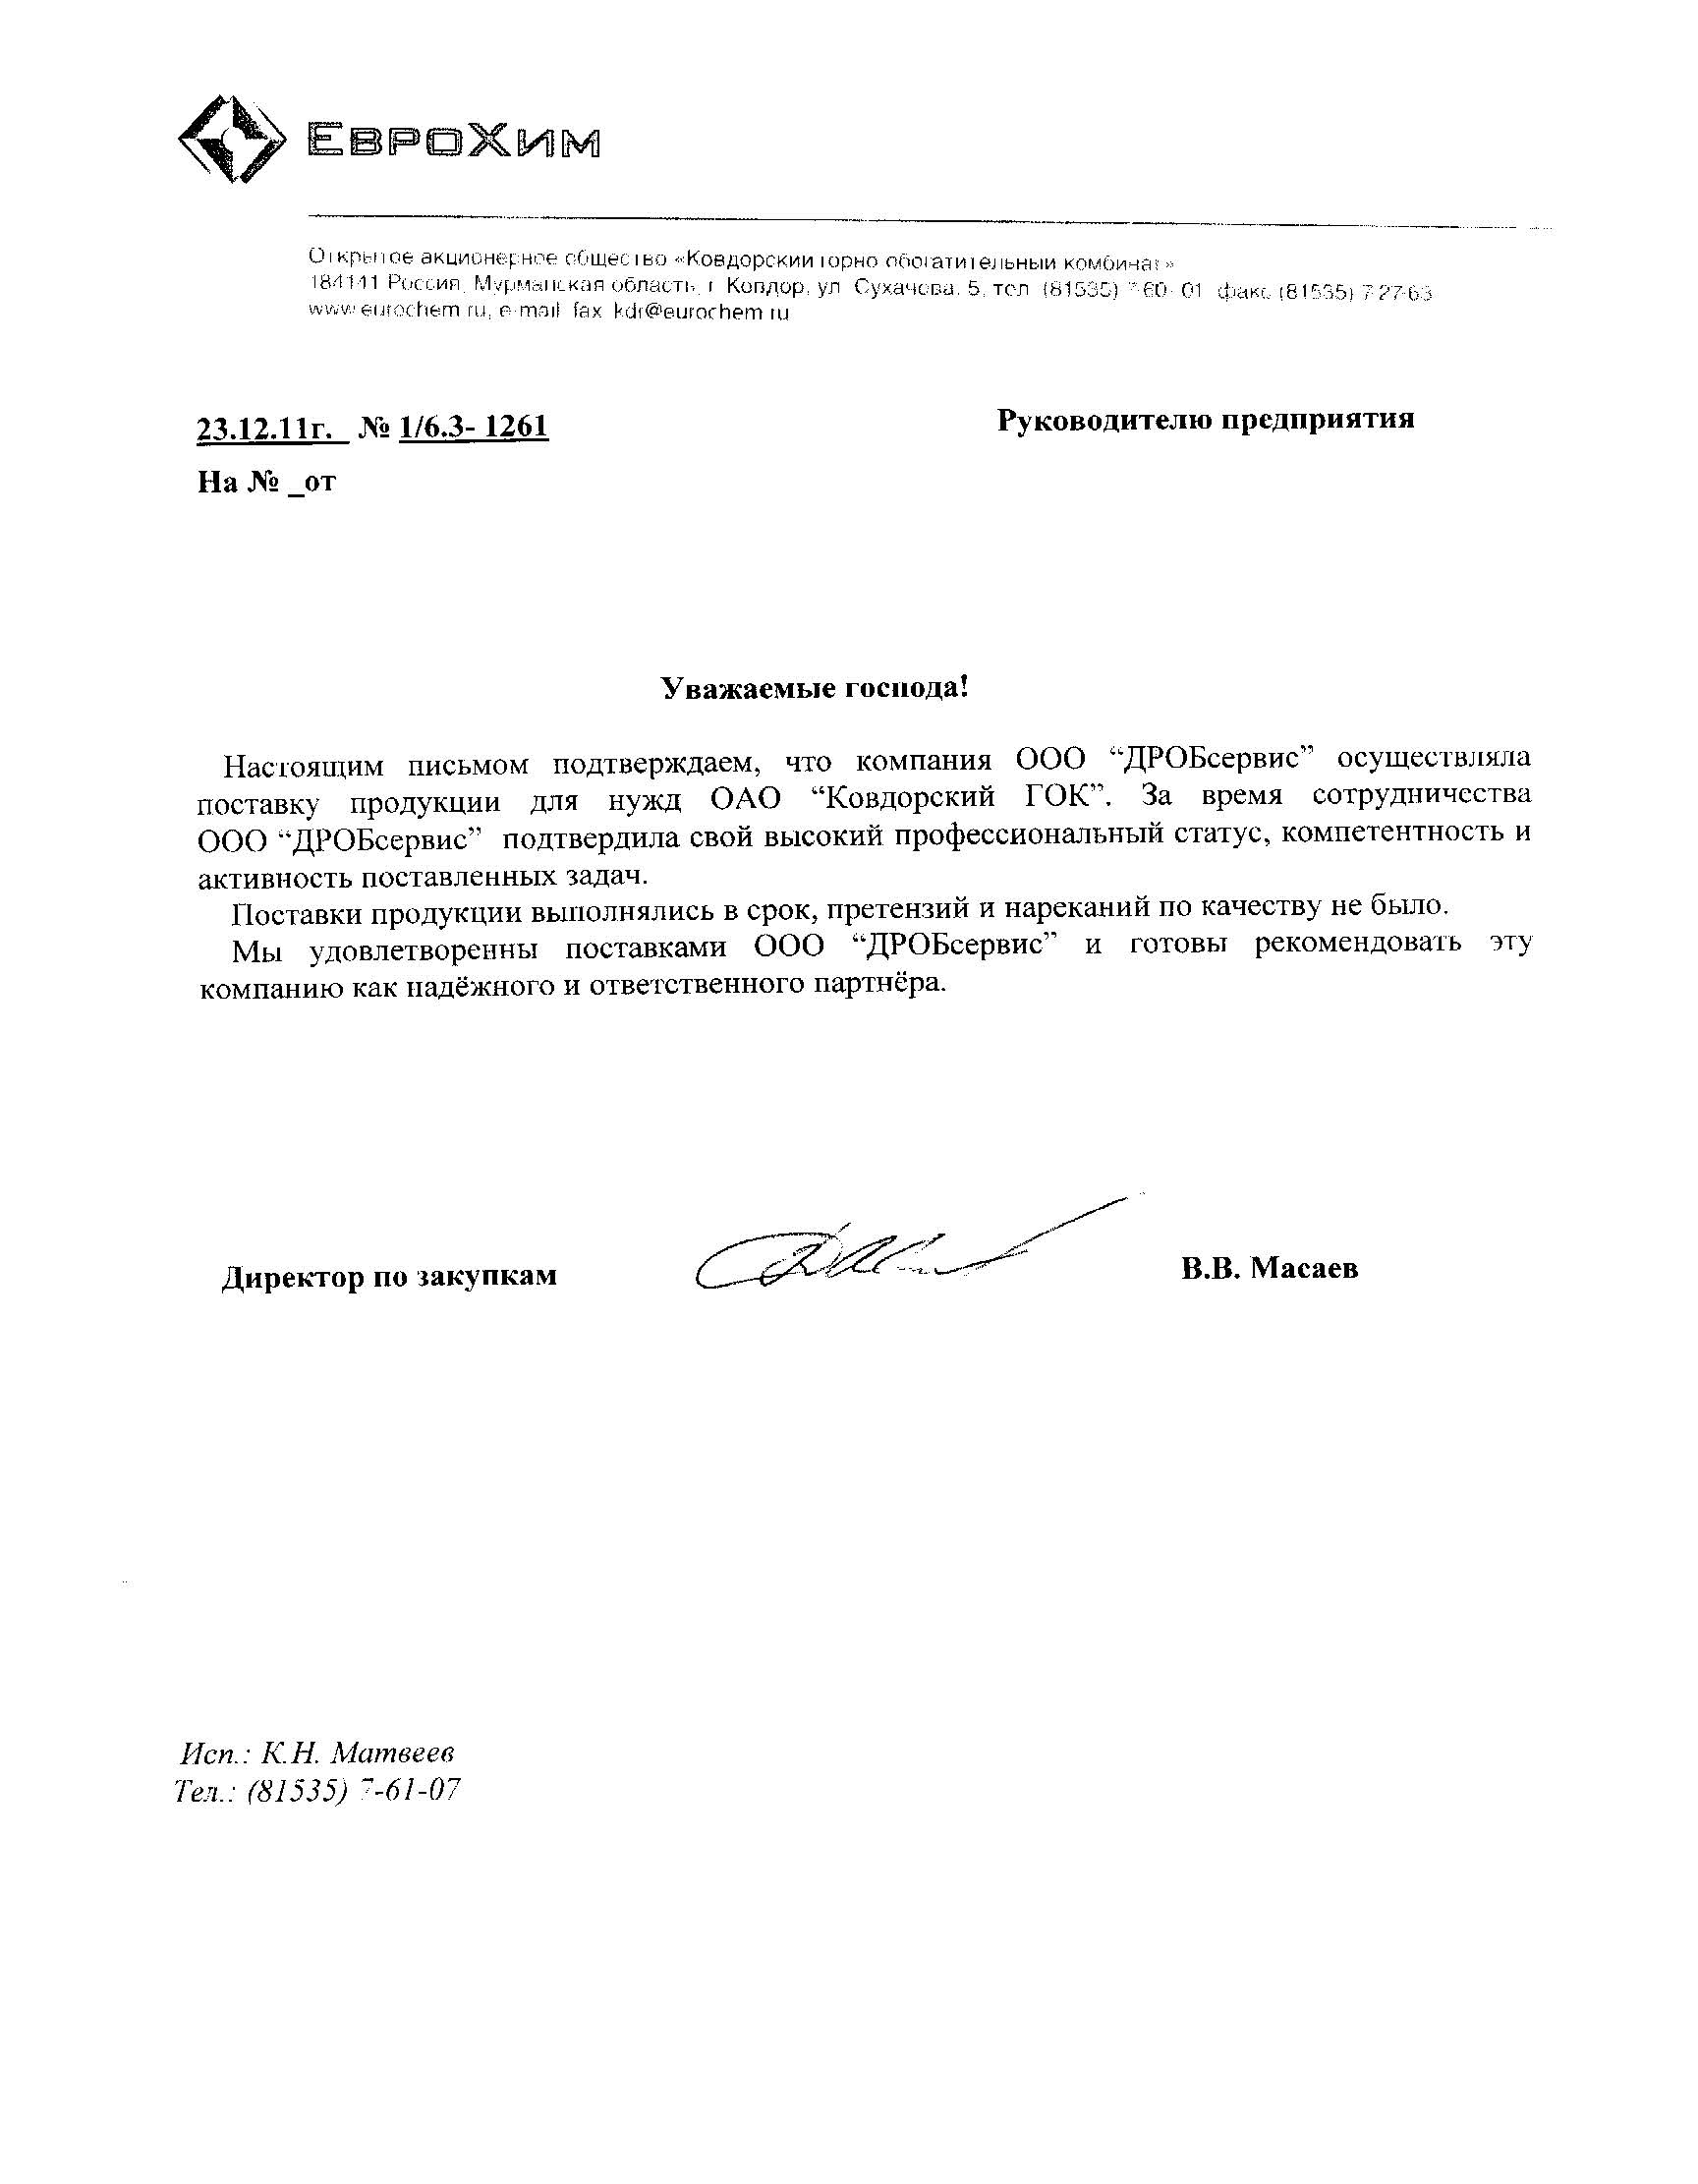 ЕвроХим
Открытое акционерное общество «Ковдорский горно обогатительный комбинат»
184141 Россия, Мурманская область, г Ковдор, ул Сухачева, 5, тел (81535) 7-60- 01 факс (81535) 7 27-63
www eurochem ru, e-mail fax kdr@eurochem ru
23.12.11г. № 1/6.3- 1261
Руководителю предприятия
На № _от
Уважаемые господа!
Настоящим письмом подтверждаем, что компания ООО “ДРОБсервис” осуществляла
поставку продукции для нужд ОАО “Ковдорский ГОК”. За время сотрудничества
ООО “ДРОБсервис” подтвердила свой высокий профессиональный статус, компетентность и
активность поставленных задач.
Поставки продукции выполнялись в срок, претензий и нареканий по качеству не было.
Мы удовлетворенны поставками ООО “ДРОБсервис” и готовы рекомендовать эту
компанию как надёжного и ответственного партнёра.
Директор по закупкам
В.В. Масаев
Исп.: К.Н. Матвеев
Тел.: (81535) 7-61-07